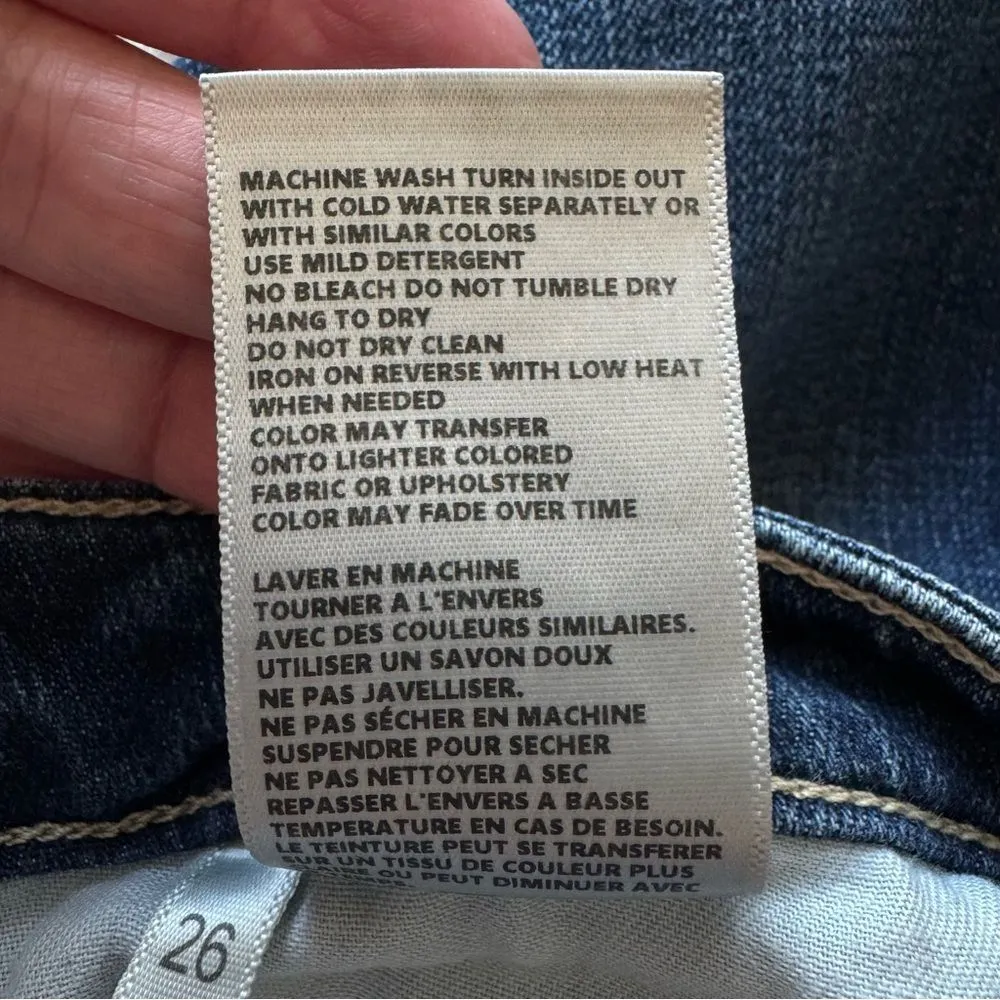 MACHINE WASH TURN INSIDE OUT
WITH COLD WATER SEPARATELY OR
WITH SIMILAR COLORS
USE MILD DETERGENT
NO BLEACH DO NOT TUMBLE DRY
HANG TO DRY
DO NOT DRY CLEAN
IRON ON REVERSE WITH LOW HEAT
WHEN NEEDED
COLOR MAY TRANSFER
ONTO LIGHTER COLORED
FABRIC OR UPHOLSTERY
COLOR MAY FADE OVER TIME
LAVER EN MACHINE
TOURNER A L'ENVERS
AVEC DES COULEURS SIMILAIRES.
UTILISER UN SAVON DOUX
NE PAS JAVELLISER.
NE PAS SÉCHER EN MACHINE
SUSPENDRE POUR SECHER
NE PAS NETTOYER A SEC
REPASSER L'ENVERS A BASSE
TEMPERATURE EN CAS DE BESOIN.
LE TEINTURE PEUT SE TRANSFERER
SUR UN TISSU DE COULEUR PLUS
OU PEUT DIMINUER AVEC
26